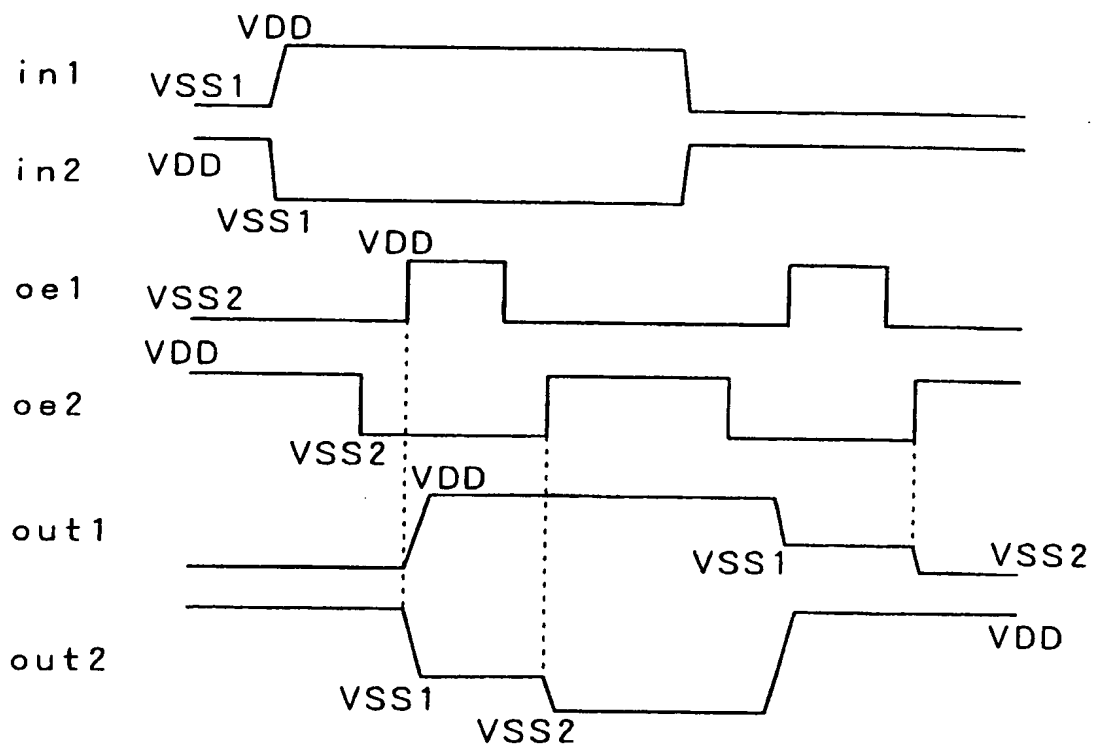 VDD
in1
VSS1
in2
VDD
VSS1
VDD
oe1
VSS2
VDD
oe2
VSS2
VDD
out1
VSS1
VSS2
out2
VDD
VSS1
VSS2